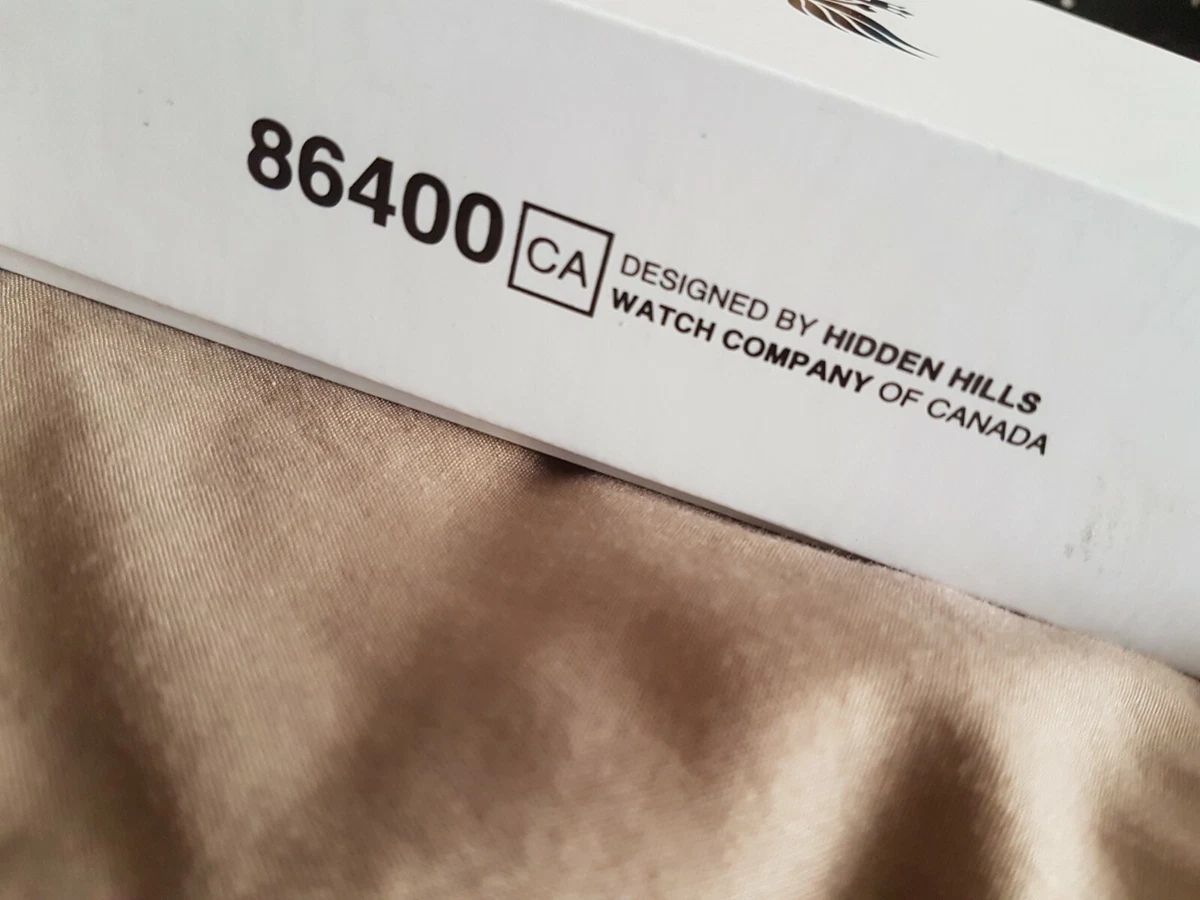 86400 CA
DESIGNED BY HIDDEN HILLS
WATCH COMPANY OF CANADA